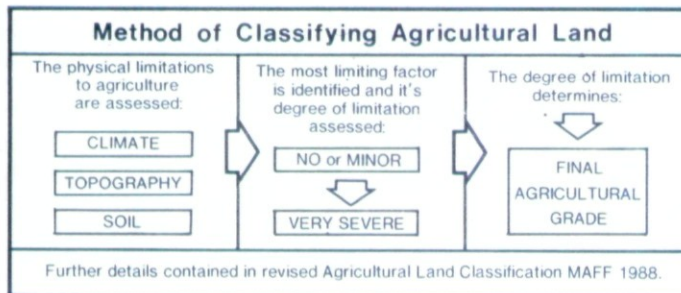 Method of Classifying Agricultural Land
The physical limitations
to agriculture
are assessed:
CLIMATE
TOPOGRAPHY
SOIL
The most limiting factor
is identified and it's
degree of limitation
assessed:
NO or MINOR
VERY SEVERE
The degree of limitation
determines:
FINAL
AGRICULTURAL
GRADE
Further details contained in revised Agricultural Land Classification MAFF 1988.